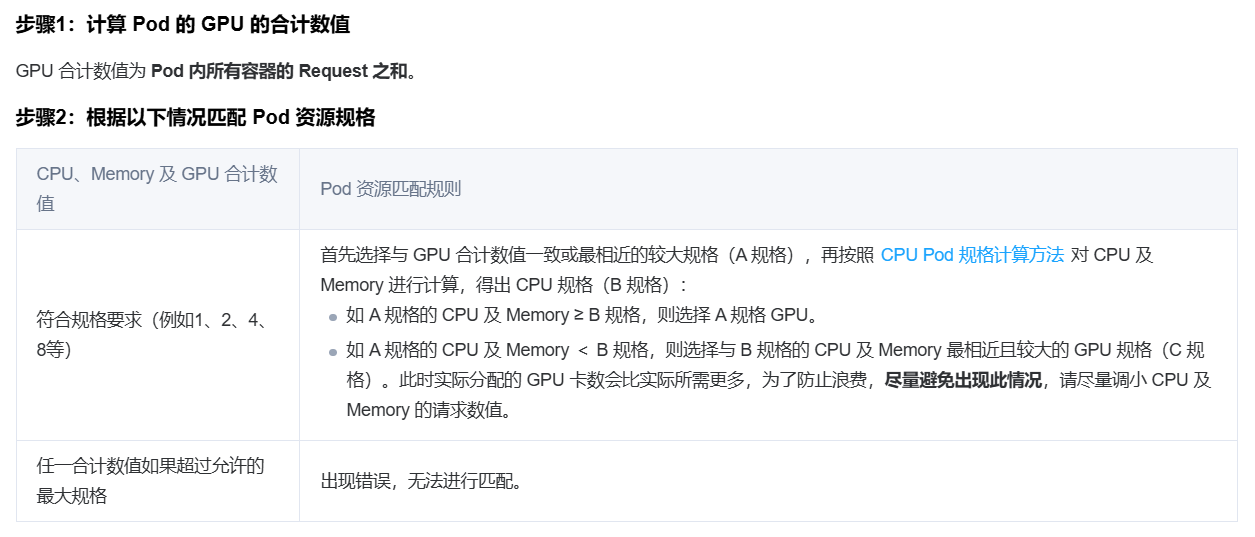 步骤1：计算 Pod 的 GPU 的合计数值
GPU 合计数值为 Pod 内所有容器的 Request 之和。
步骤2：根据以下情况匹配 Pod 资源规格
CPU、Memory 及 GPU 合计数
值
Pod 资源匹配规则
符合规格要求（例如1、2、4、
8等）
首先选择与 GPU 合计数值一致或最相近的较大规格（A 规格），再按照 CPU Pod 规格计算方法 对 CPU 及
Memory 进行计算，得出 CPU 规格（B 规格）：
如 A 规格的 CPU 及 Memory ≥ B 规格，则选择 A 规格 GPU。
如 A 规格的 CPU 及 Memory ＜ B 规格，则选择与 B 规格的 CPU 及 Memory 最相近且较大的 GPU 规格（C 规
格）。此时实际分配的 GPU 卡数会比实际所需更多，为了防止浪费，尽量避免出现此情况，请尽量调小 CPU 及
Memory 的请求数值。
任一合计数值如果超过允许的
最大规格
出现错误，无法进行匹配。